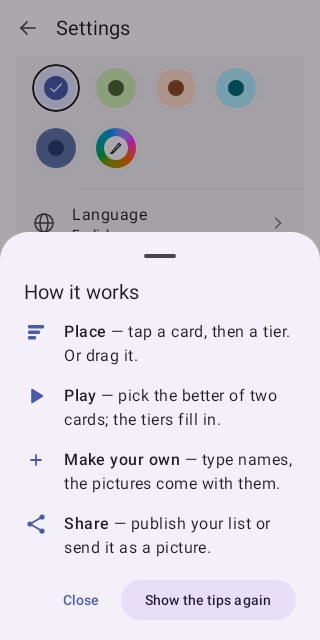 Settings
Language
How it works
Place — tap a card, then a tier.
Or drag it.
Play — pick the better of two
cards; the tiers fill in.
Make your own — type names,
the pictures come with them.
Share — publish your list or
send it as a picture.
Close
Show the tips again